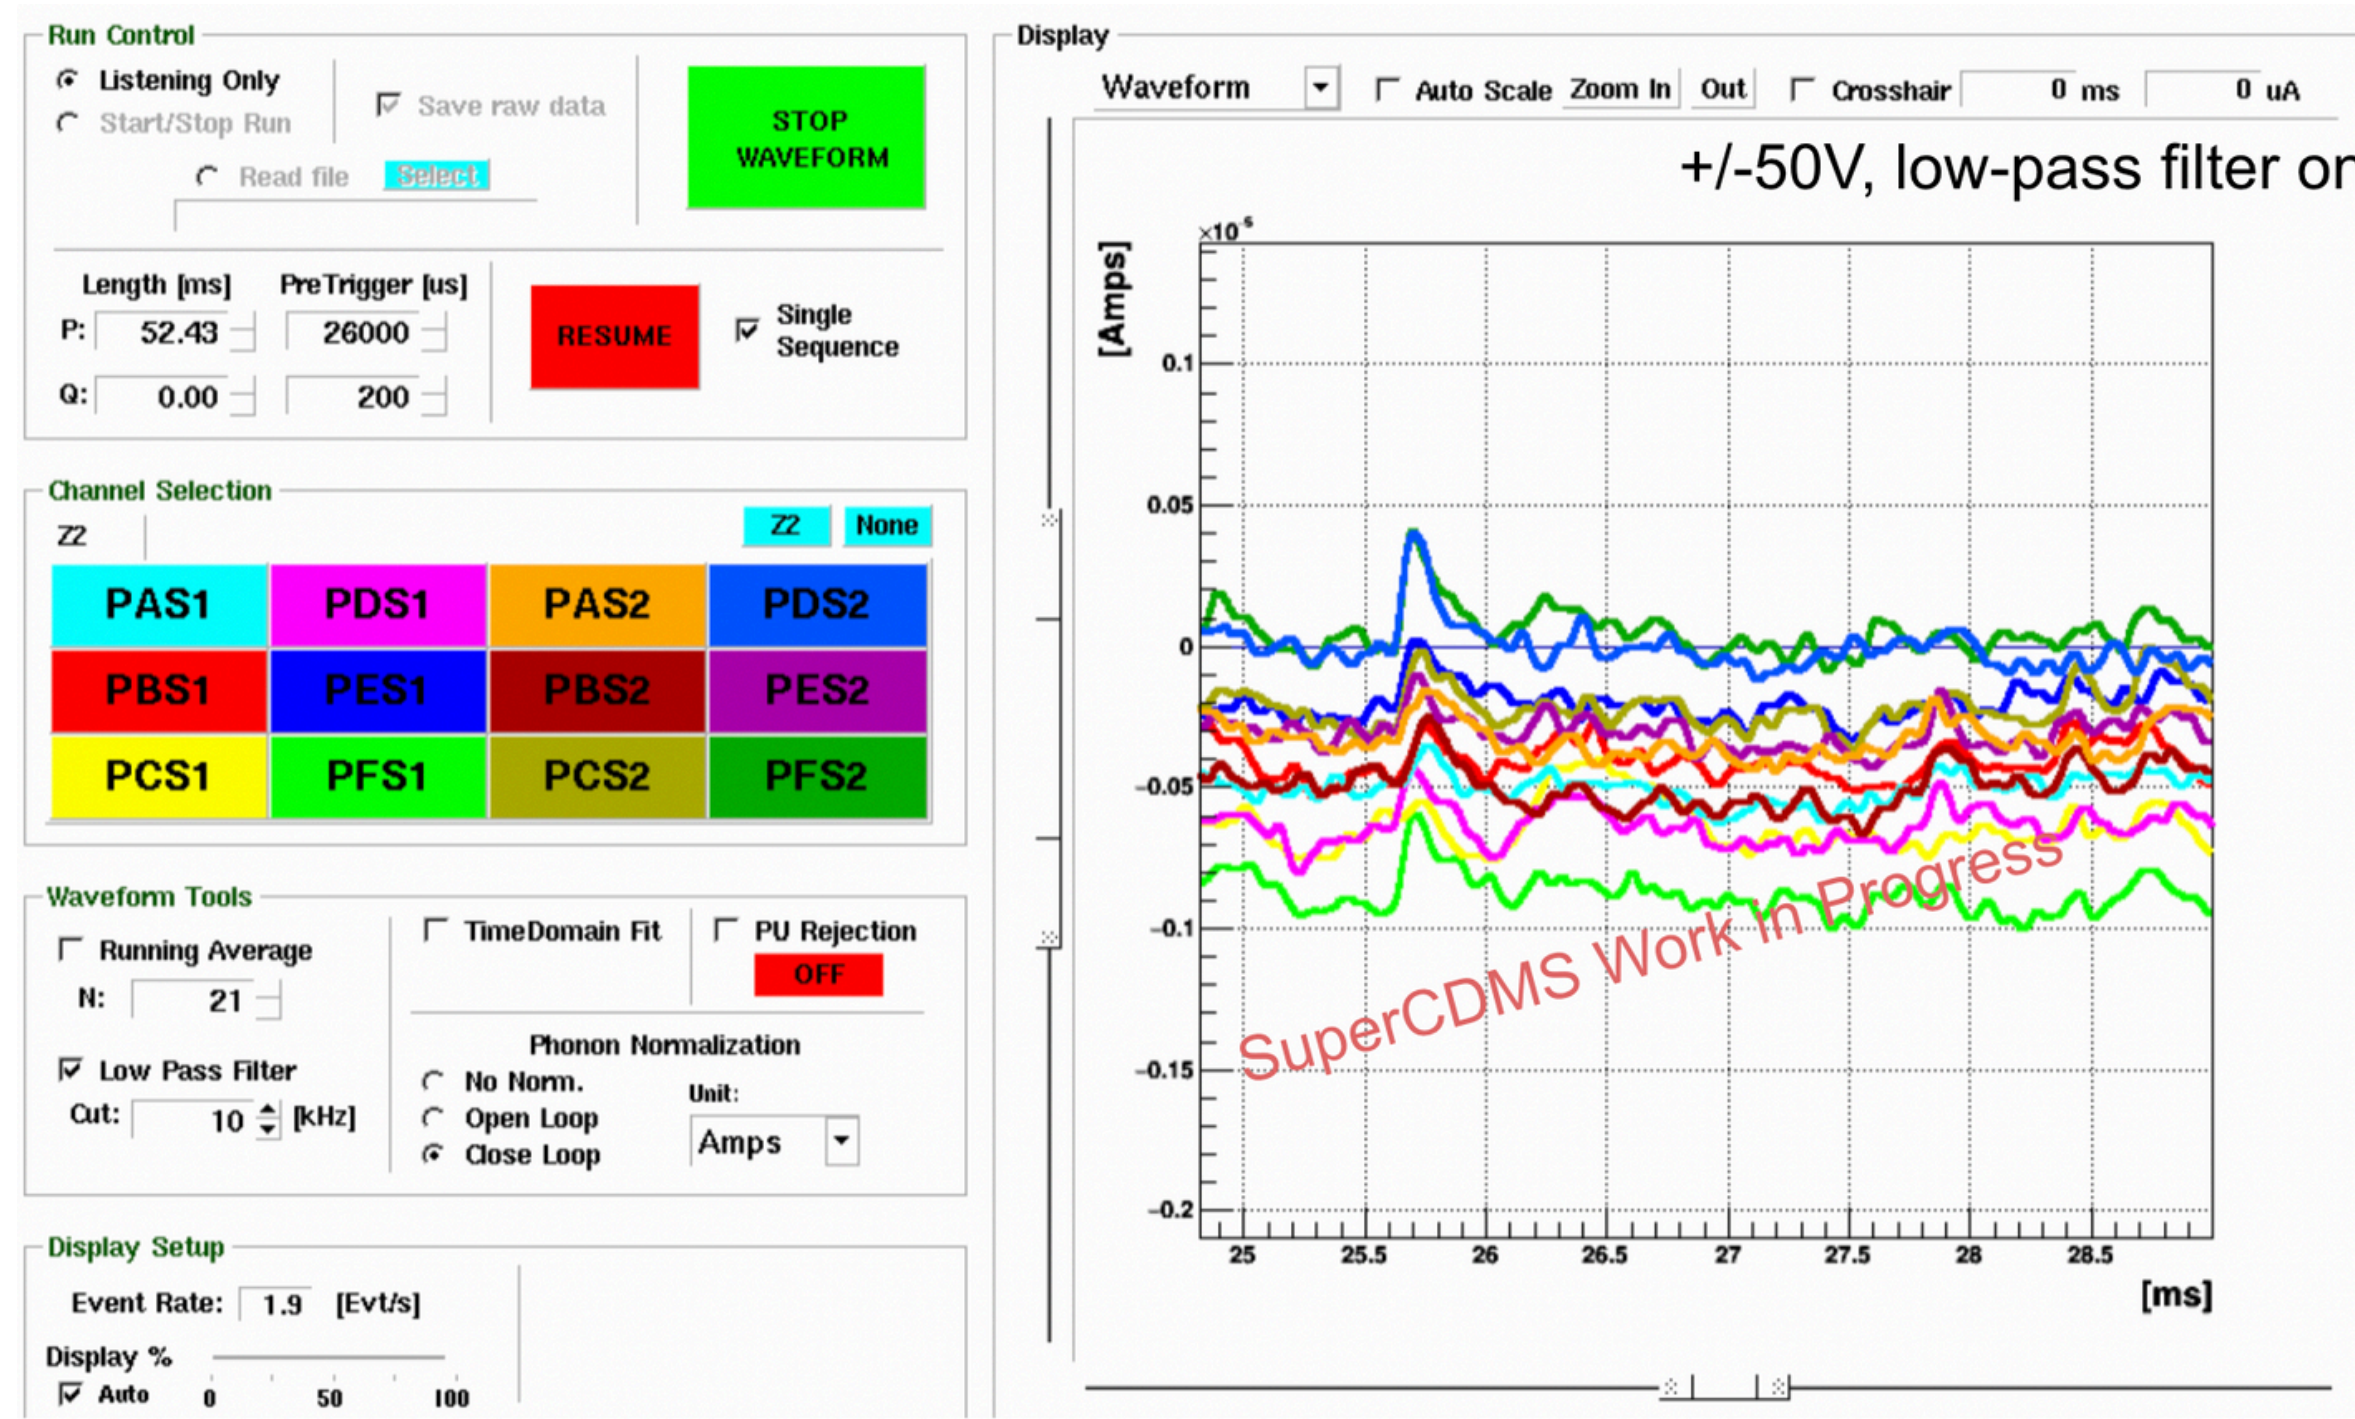 Run Control
Listening Only
Start/Stop Run
Save raw data
Read file
Select
STOP
WAVEFORM
Length [ms]
PreTrigger [us]
P:
52.43
26000
Q:
0.00
200
RESUME
Single
Sequence
Channel Selection
Z2
Z2
None
PAS1
PDS1
PAS2
PDS2
PBS1
PES1
PBS2
PES2
PCS1
PFS1
PCS2
PFS2
Waveform Tools
Running Average
N:
21
Low Pass Filter
Cut:
10
[kHz]
TimeDomain Fit
PU Rejection
OFF
Phonon Normalization
No Norm.
Open Loop
Close Loop
Unit:
Amps
Display Setup
Event Rate:
1.9
[Evt/s]
Display %
Auto
0
50
100
Display
Waveform
Auto Scale
Zoom In
Out
Crosshair
0 ms
0 uA
+/-50V, low-pass filter on
×10⁻⁵
[Amps]
0.1
0.05
0
−0.05
−0.1
−0.15
−0.2
SuperCDMS Work in Progress
25
25.5
26
26.5
27
27.5
28
28.5
[ms]